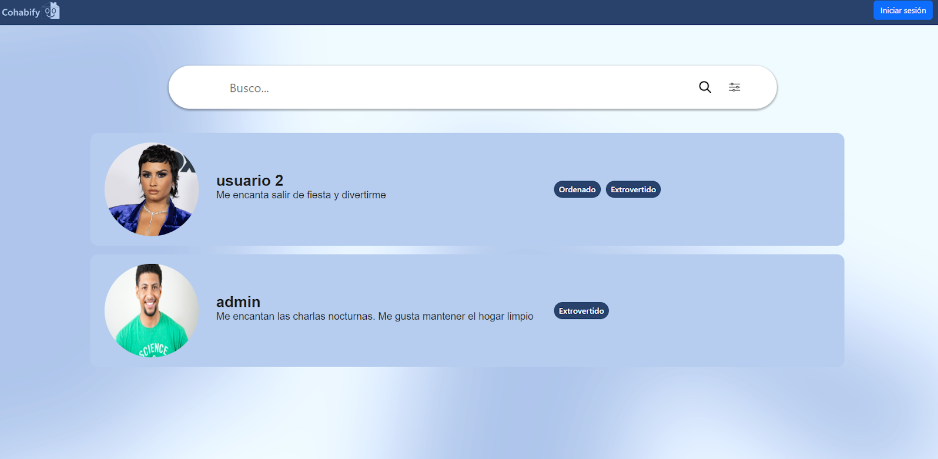 Cohabify
Iniciar sesión
Busco...
usuario 2
Me encanta salir de fiesta y divertirme
Ordenado
Extrovertido
admin
Me encantan las charlas nocturnas. Me gusta mantener el hogar limpio
Extrovertido
SCIENCE